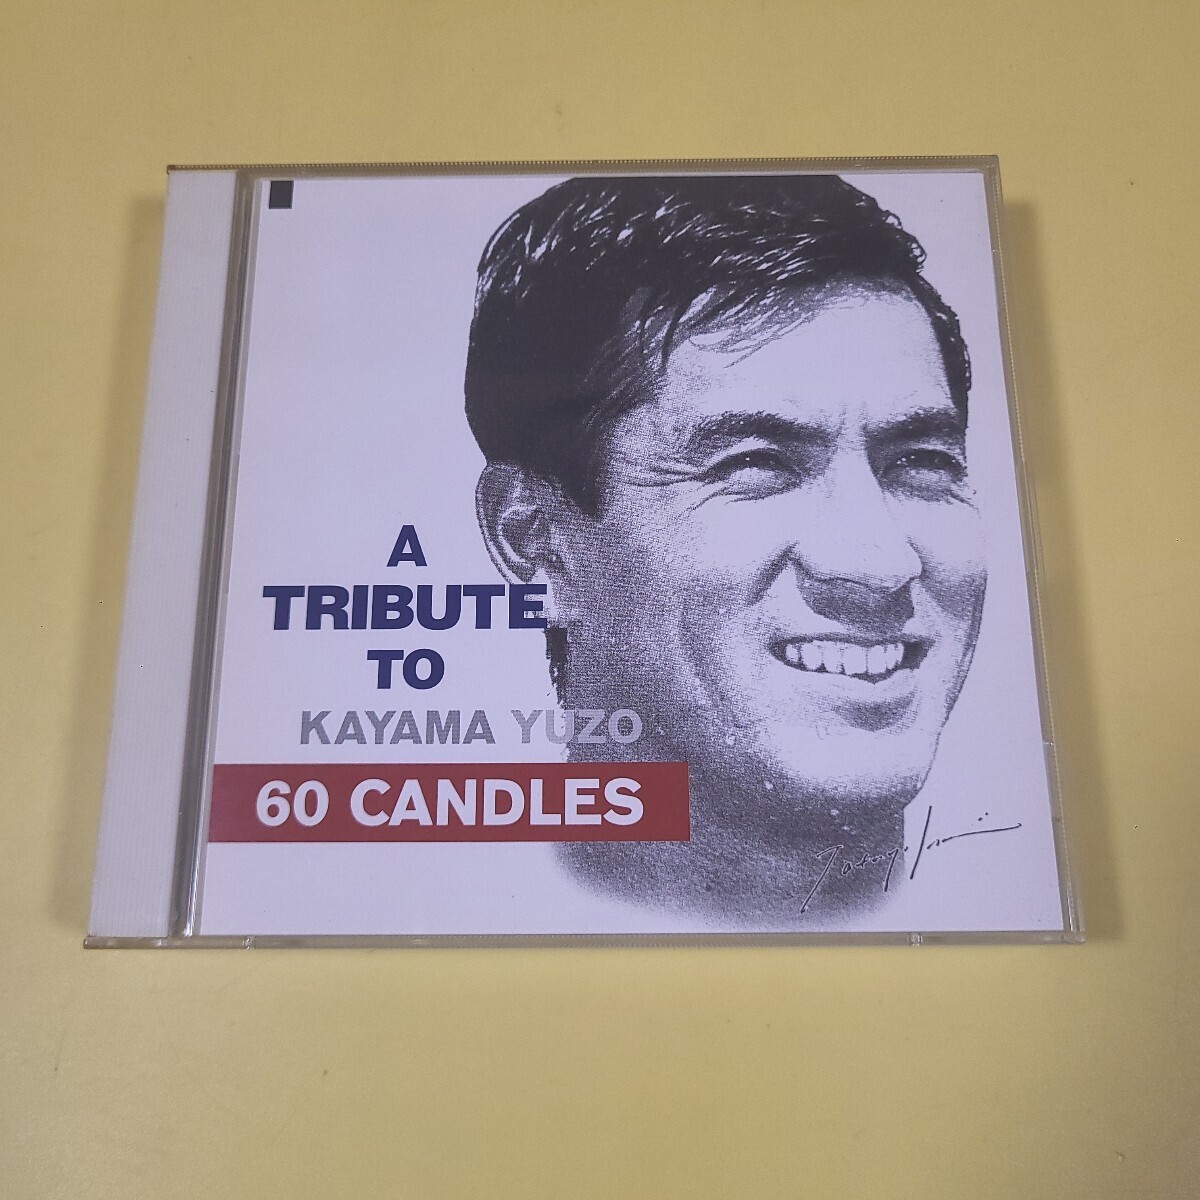 A
TRIBUTE
TO
KAYAMA YUZO
60 CANDLES